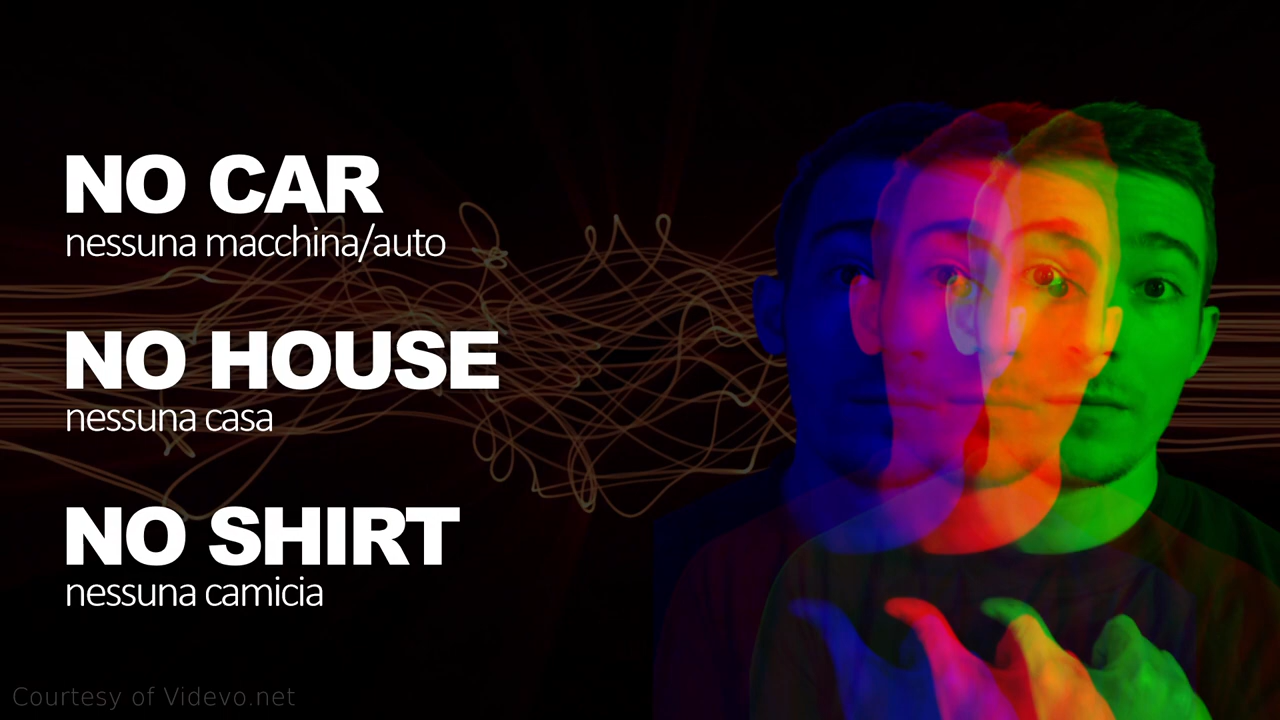 NO CAR
nessuna macchina/auto
NO HOUSE
nessuna casa
NO SHIRT
nessuna camicia
Courtesy of Videvo.net